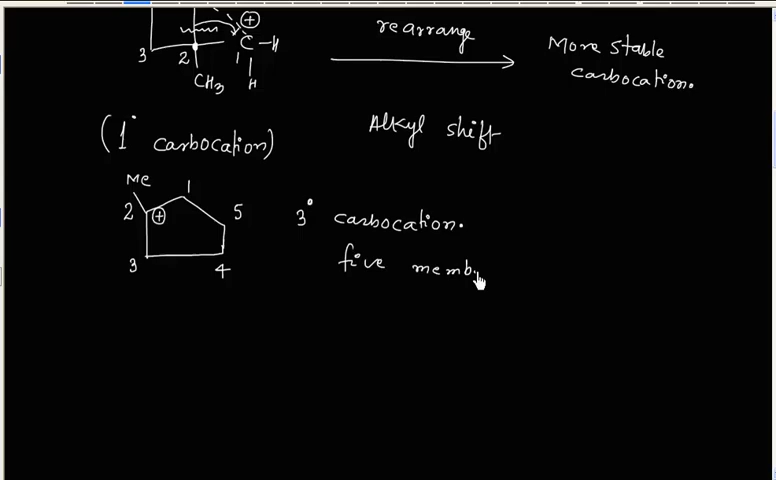 +
C - H
rearrange
3 2 1
CH3 H
More stable
carbocation.
(1° carbocation)
Alkyl shift
Me
1
2 + 5
3° carbocation.
3 4
five memb